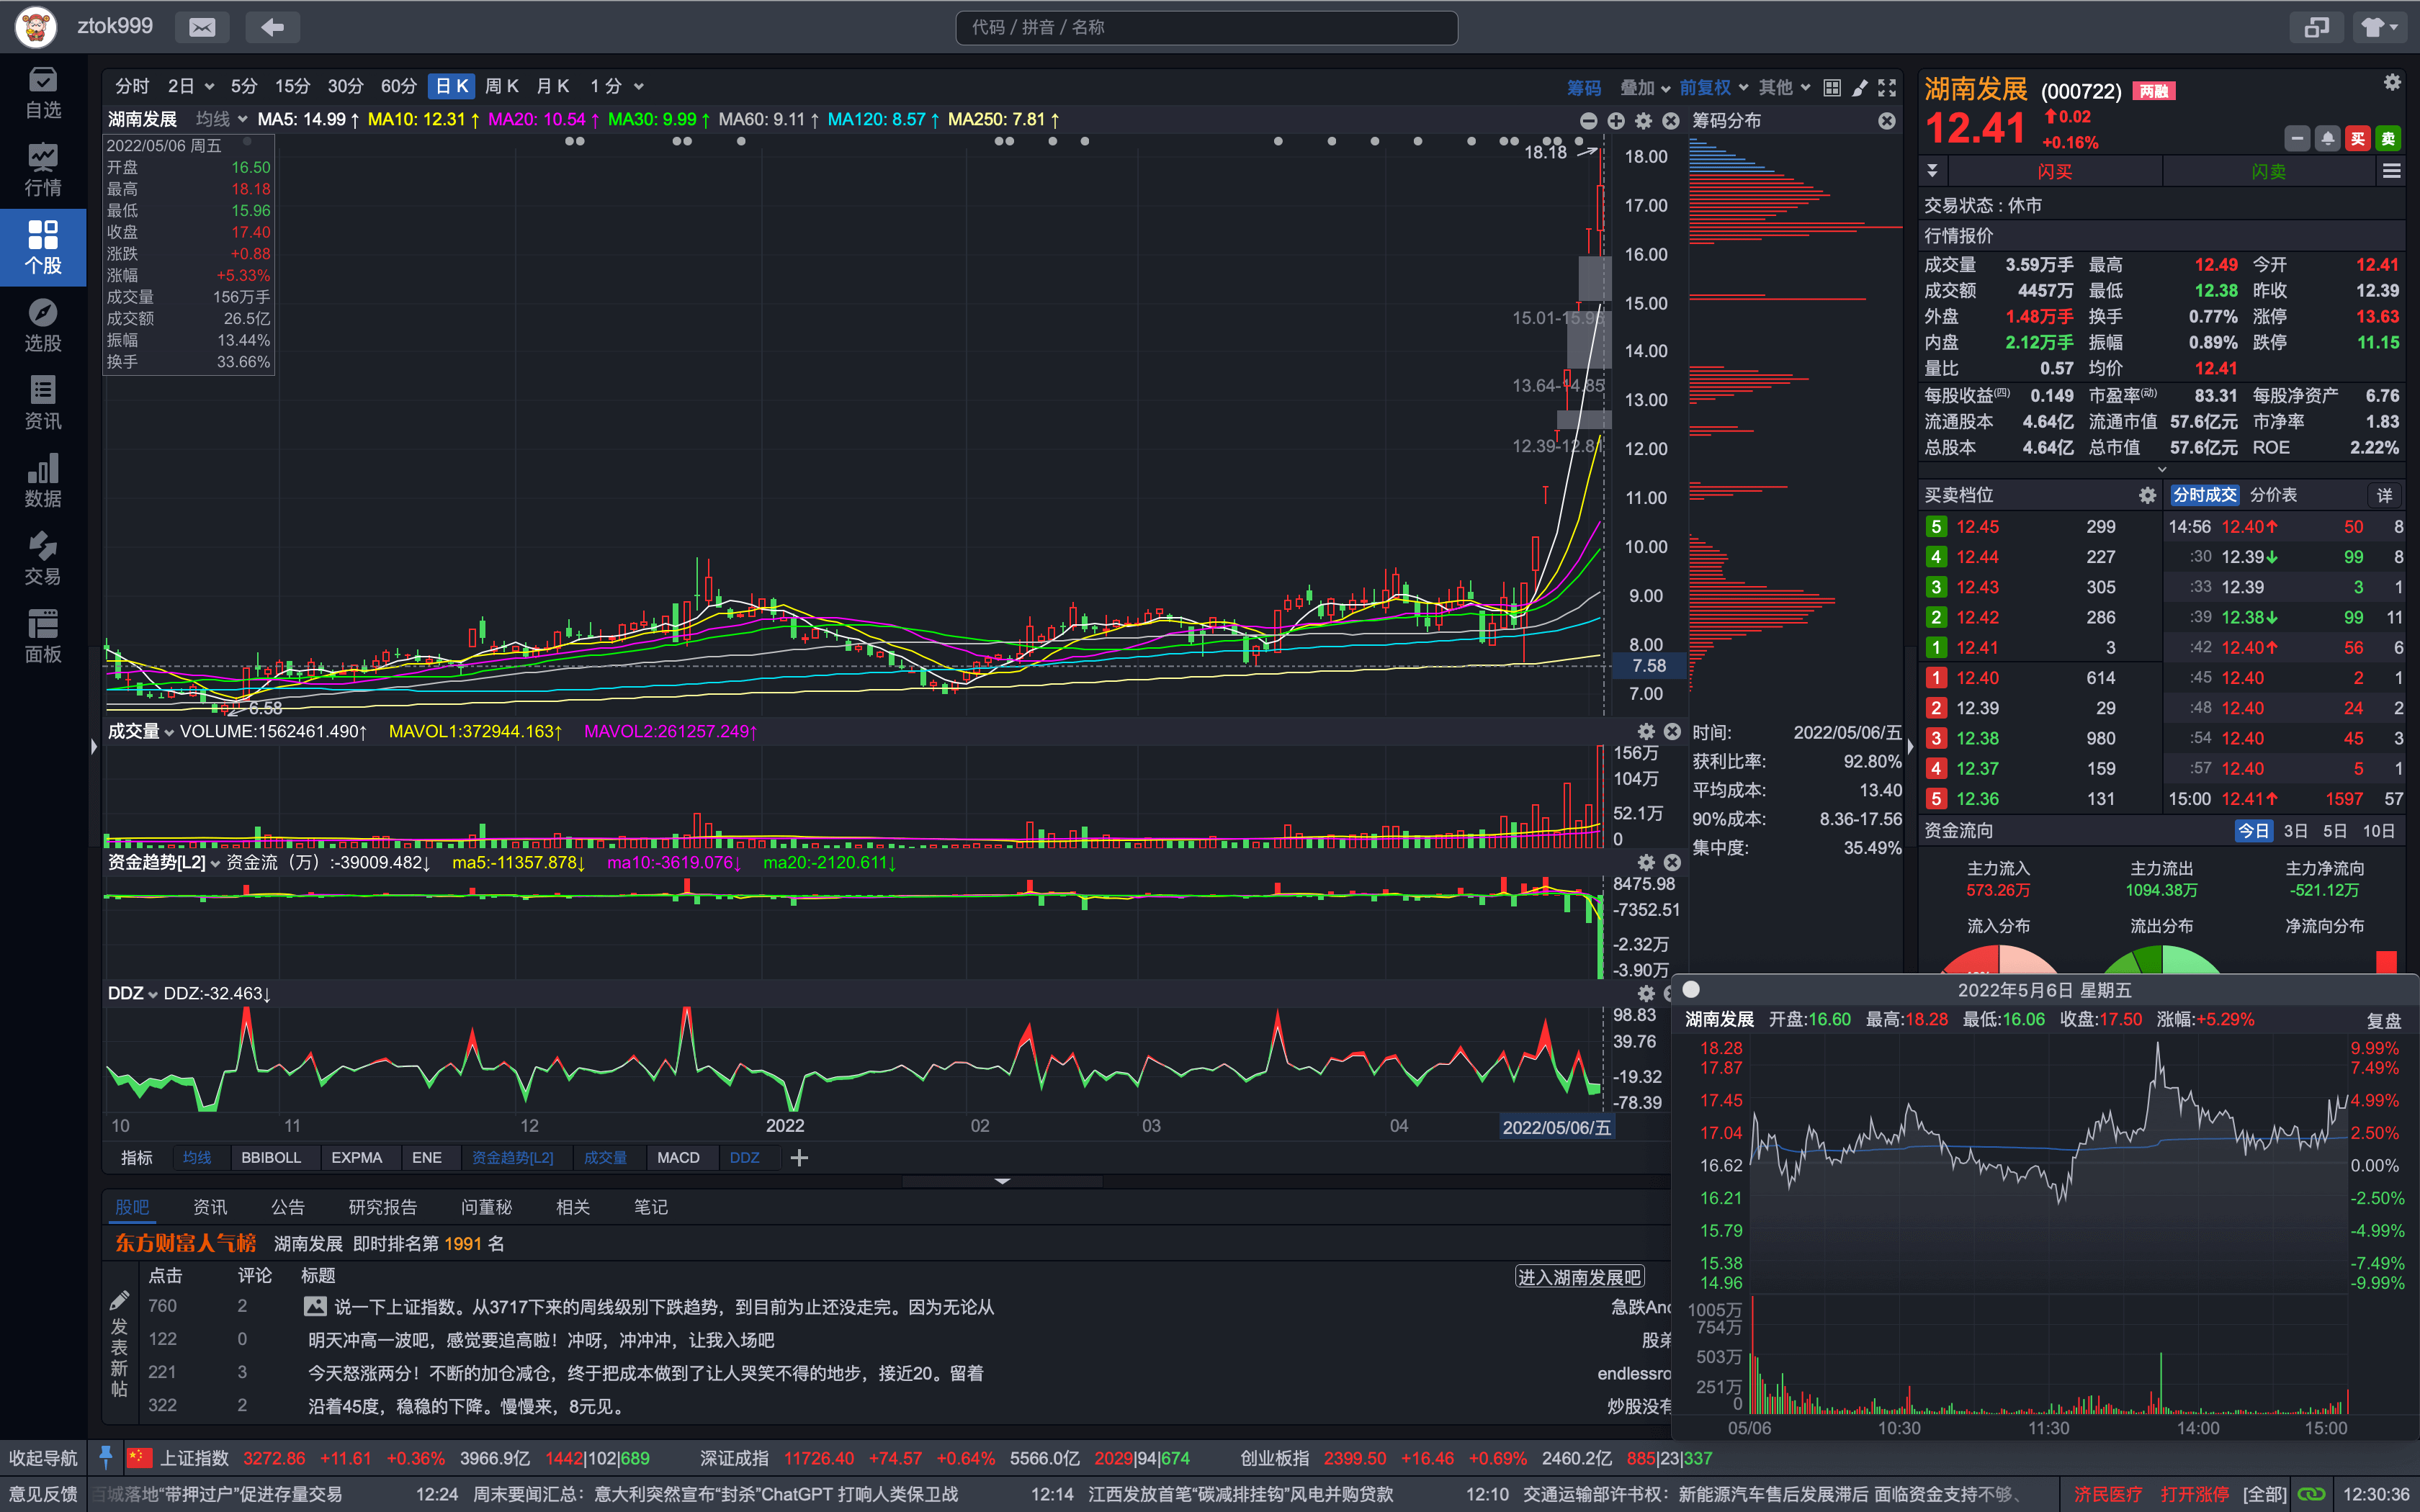 ztok999
代码 / 拼音 / 名称
自选
行情
个股
选股
资讯
数据
交易
面板
分时 2日 5分 15分 30分 60分 日K 周K 月K 1分
筹码 叠加 前复权 其他
湖南发展 均线 MA5: 14.99↑ MA10: 12.31↑ MA20: 10.54↑ MA30: 9.99↑ MA60: 9.11↑ MA120: 8.57↑ MA250: 7.81↑
筹码分布
2022/05/06 周五
开盘 16.50
最高 18.18
最低 15.96
收盘 17.40
涨跌 +0.88
涨幅 +5.33%
成交量 156万手
成交额 26.5亿
振幅 13.44%
换手 33.66%
18.18
15.01-15.96
13.64-14.85
12.39-12.81
6.58
18.00
17.00
16.00
15.00
14.00
13.00
12.00
11.00
10.00
9.00
8.00
7.58
7.00
成交量 VOLUME:1562461.490↑ MAVOL1:372944.163↑ MAVOL2:261257.249↑
156万
104万
52.1万
0
资金趋势[L2] 资金流（万）:-39009.482↓ ma5:-11357.878↓ ma10:-3619.076↓ ma20:-2120.611↓
8475.98
-7352.51
-2.32万
-3.90万
DDZ DDZ:-32.463↓
98.83
39.76
-19.32
-78.39
10 11 12 2022 02 03 04 2022/05/06/五
指标 均线 BBIBOLL EXPMA ENE 资金趋势[L2] 成交量 MACD DDZ
时间: 2022/05/06/五
获利比率: 92.80%
平均成本: 13.40
90%成本: 8.36-17.56
集中度: 35.49%
湖南发展 (000722) 两融
12.41 0.02
+0.16%
买 卖
闪买 闪卖
交易状态 : 休市
行情报价
成交量 3.59万手 最高 12.49 今开 12.41
成交额 4457万 最低 12.38 昨收 12.39
外盘 1.48万手 换手 0.77% 涨停 13.63
内盘 2.12万手 振幅 0.89% 跌停 11.15
量比 0.57 均价 12.41
每股收益(四) 0.149 市盈率(动) 83.31 每股净资产 6.76
流通股本 4.64亿 流通市值 57.6亿元 市净率 1.83
总股本 4.64亿 总市值 57.6亿元 ROE 2.22%
买卖档位 分时成交 分价表 详
5 12.45 299
4 12.44 227
3 12.43 305
2 12.42 286
1 12.41 3
1 12.40 614
2 12.39 29
3 12.38 980
4 12.37 159
5 12.36 131
14:56 12.40↑ 50 8
:30 12.39↓ 99 8
:33 12.39 3 1
:39 12.38↓ 99 11
:42 12.40↑ 56 6
:45 12.40 2 1
:48 12.40 24 2
:54 12.40 45 3
:57 12.40 5 1
15:00 12.41↑ 1597 57
资金流向 今日 3日 5日 10日
主力流入 主力流出 主力净流向
573.26万 1094.38万 -521.12万
流入分布 流出分布 净流向分布
2022年5月6日 星期五
湖南发展 开盘:16.60 最高:18.28 最低:16.06 收盘:17.50 涨幅:+5.29% 复盘
18.28 9.99%
17.87 7.49%
17.45 4.99%
17.04 2.50%
16.62 0.00%
16.21 -2.50%
15.79 -4.99%
15.38 -7.49%
14.96 -9.99%
1005万
754万
503万
251万
0
05/06 10:30 11:30 14:00 15:00
股吧 资讯 公告 研究报告 问董秘 相关 笔记
东方财富人气榜 湖南发展 即时排名第 1991 名
发表新帖
点击 评论 标题 进入湖南发展吧
760 2 说一下上证指数。从3717下来的周线级别下跌趋势，到目前为止还没走完。因为无论从 急跌And
122 0 明天冲高一波吧，感觉要追高啦！冲呀，冲冲冲，让我入场吧 股弟
221 3 今天怒涨两分！不断的加仓减仓，终于把成本做到了让人哭笑不得的地步，接近20。留着 endlessro
322 2 沿着45度，稳稳的下降。慢慢来，8元见。 炒股没有
收起导航 上证指数 3272.86 +11.61 +0.36% 3966.9亿 1442|102|689 深证成指 11726.40 +74.57 +0.64% 5566.0亿 2029|94|674 创业板指 2399.50 +16.46 +0.69% 2460.2亿 885|23|337
意见反馈 百城落地“带押过户”促进存量交易 12:24 周末要闻汇总：意大利突然宣布“封杀”ChatGPT 打响人类保卫战 12:14 江西发放首笔“碳减排挂钩”风电并购贷款 12:10 交通运输部许书权：新能源汽车售后发展滞后 面临资金支持不够、 济民医疗 打开涨停 [全部] 12:30:36